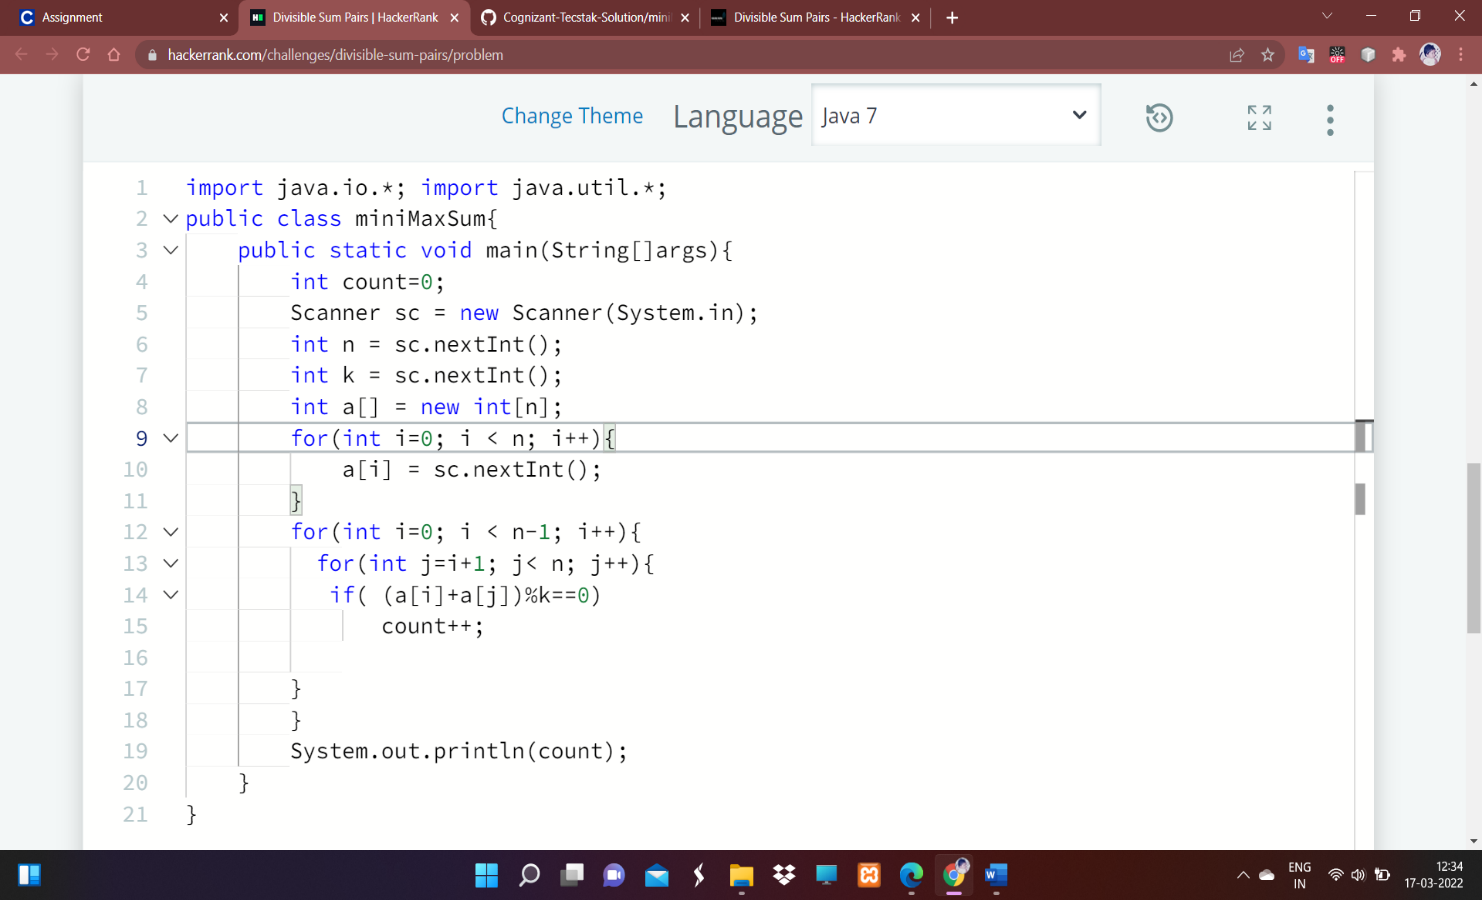 Assignment
Divisible Sum Pairs | HackerRank
Cognizant-Tecstak-Solution/mini
Divisible Sum Pairs - HackerRank
hackerrank.com/challenges/divisible-sum-pairs/problem
OFF
Change Theme Language Java 7
1 import java.io.*; import java.util.*;
2 public class miniMaxSum{
3 public static void main(String[]args){
4 int count=0;
5 Scanner sc = new Scanner(System.in);
6 int n = sc.nextInt();
7 int k = sc.nextInt();
8 int a[] = new int[n];
9 for(int i=0; i < n; i++){
10 a[i] = sc.nextInt();
11 }
12 for(int i=0; i < n-1; i++){
13 for(int j=i+1; j< n; j++){
14 if( (a[i]+a[j])%k==0)
15 count++;
16
17 }
18 }
19 System.out.println(count);
20 }
21 }
ENG
IN
12:34
17-03-2022